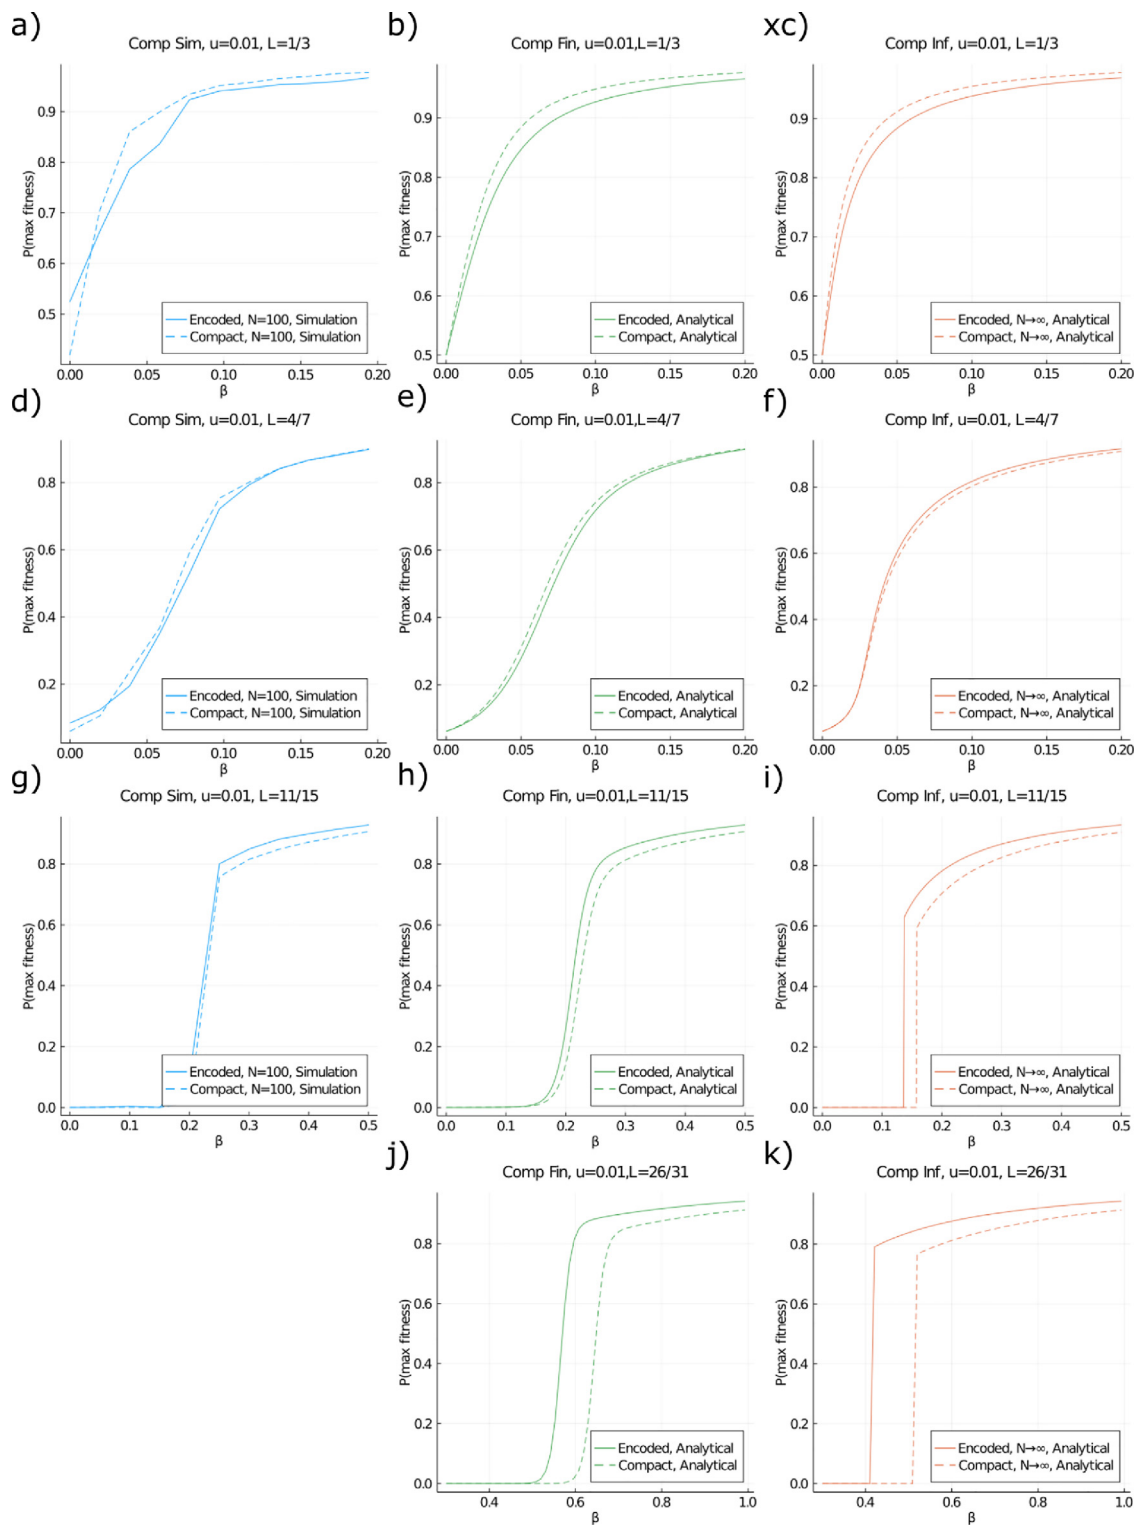 a)
Comp Sim, u=0.01, L=1/3
P(max fitness)
0.9
0.8
0.7
0.6
0.5
Encoded, N=100, Simulation
Compact, N=100, Simulation
0.00 0.05 0.10 0.15 0.20
β
b)
Comp Fin, u=0.01,L=1/3
P(max fitness)
0.9
0.8
0.7
0.6
0.5
Encoded, Analytical
Compact, Analytical
0.00 0.05 0.10 0.15 0.20
β
xc)
Comp Inf, u=0.01, L=1/3
P(max fitness)
0.9
0.8
0.7
0.6
0.5
Encoded, N→∞, Analytical
Compact, N→∞, Analytical
0.00 0.05 0.10 0.15 0.20
β
d)
Comp Sim, u=0.01, L=4/7
P(max fitness)
0.8
0.6
0.4
0.2
Encoded, N=100, Simulation
Compact, N=100, Simulation
0.00 0.05 0.10 0.15 0.20
β
e)
Comp Fin, u=0.01,L=4/7
P(max fitness)
0.8
0.6
0.4
0.2
Encoded, Analytical
Compact, Analytical
0.00 0.05 0.10 0.15 0.20
β
f)
Comp Inf, u=0.01, L=4/7
P(max fitness)
0.8
0.6
0.4
0.2
Encoded, N→∞, Analytical
Compact, N→∞, Analytical
0.00 0.05 0.10 0.15 0.20
β
g)
Comp Sim, u=0.01, L=11/15
P(max fitness)
0.8
0.6
0.4
0.2
0.0
Encoded, N=100, Simulation
Compact, N=100, Simulation
0.0 0.1 0.2 0.3 0.4 0.5
β
h)
Comp Fin, u=0.01,L=11/15
P(max fitness)
0.8
0.6
0.4
0.2
0.0
Encoded, Analytical
Compact, Analytical
0.0 0.1 0.2 0.3 0.4 0.5
β
i)
Comp Inf, u=0.01, L=11/15
P(max fitness)
0.8
0.6
0.4
0.2
0.0
Encoded, N→∞, Analytical
Compact, N→∞, Analytical
0.0 0.1 0.2 0.3 0.4 0.5
β
j)
Comp Fin, u=0.01,L=26/31
P(max fitness)
0.8
0.6
0.4
0.2
0.0
Encoded, Analytical
Compact, Analytical
0.4 0.6 0.8 1.0
β
k)
Comp Inf, u=0.01, L=26/31
P(max fitness)
0.8
0.6
0.4
0.2
0.0
Encoded, N→∞, Analytical
Compact, N→∞, Analytical
0.4 0.6 0.8 1.0
β